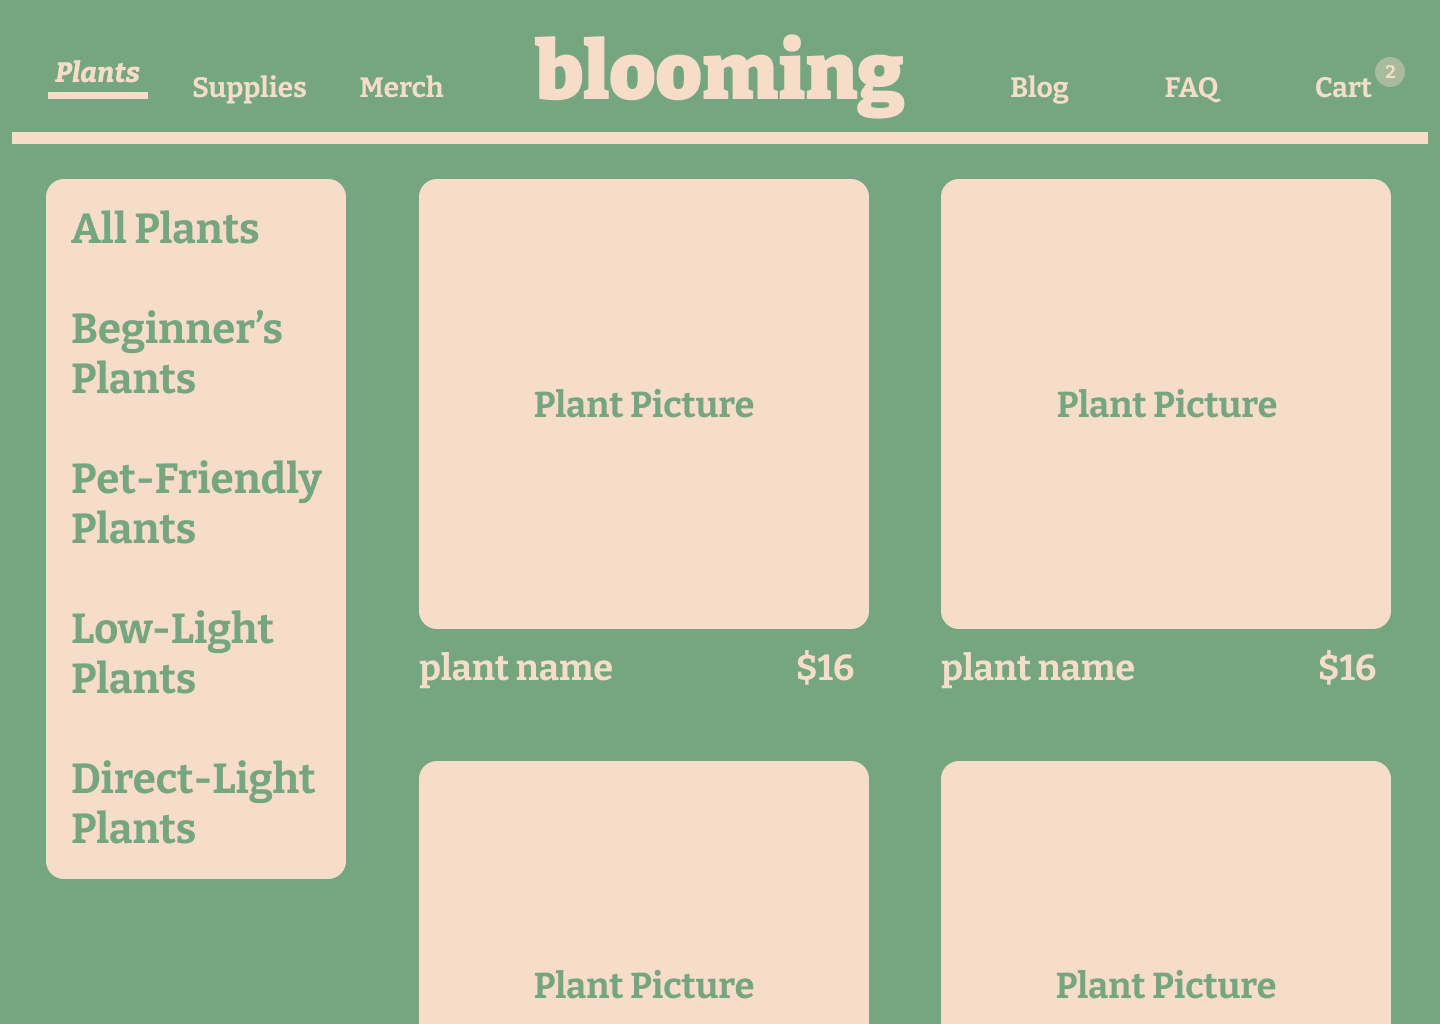 Plants
Supplies
Merch
blooming
Blog
FAQ
Cart
2
All Plants
Beginner’s
Plants
Pet-Friendly
Plants
Low-Light
Plants
Direct-Light
Plants
Plant Picture
plant name
$16
Plant Picture
plant name
$16
Plant Picture
Plant Picture